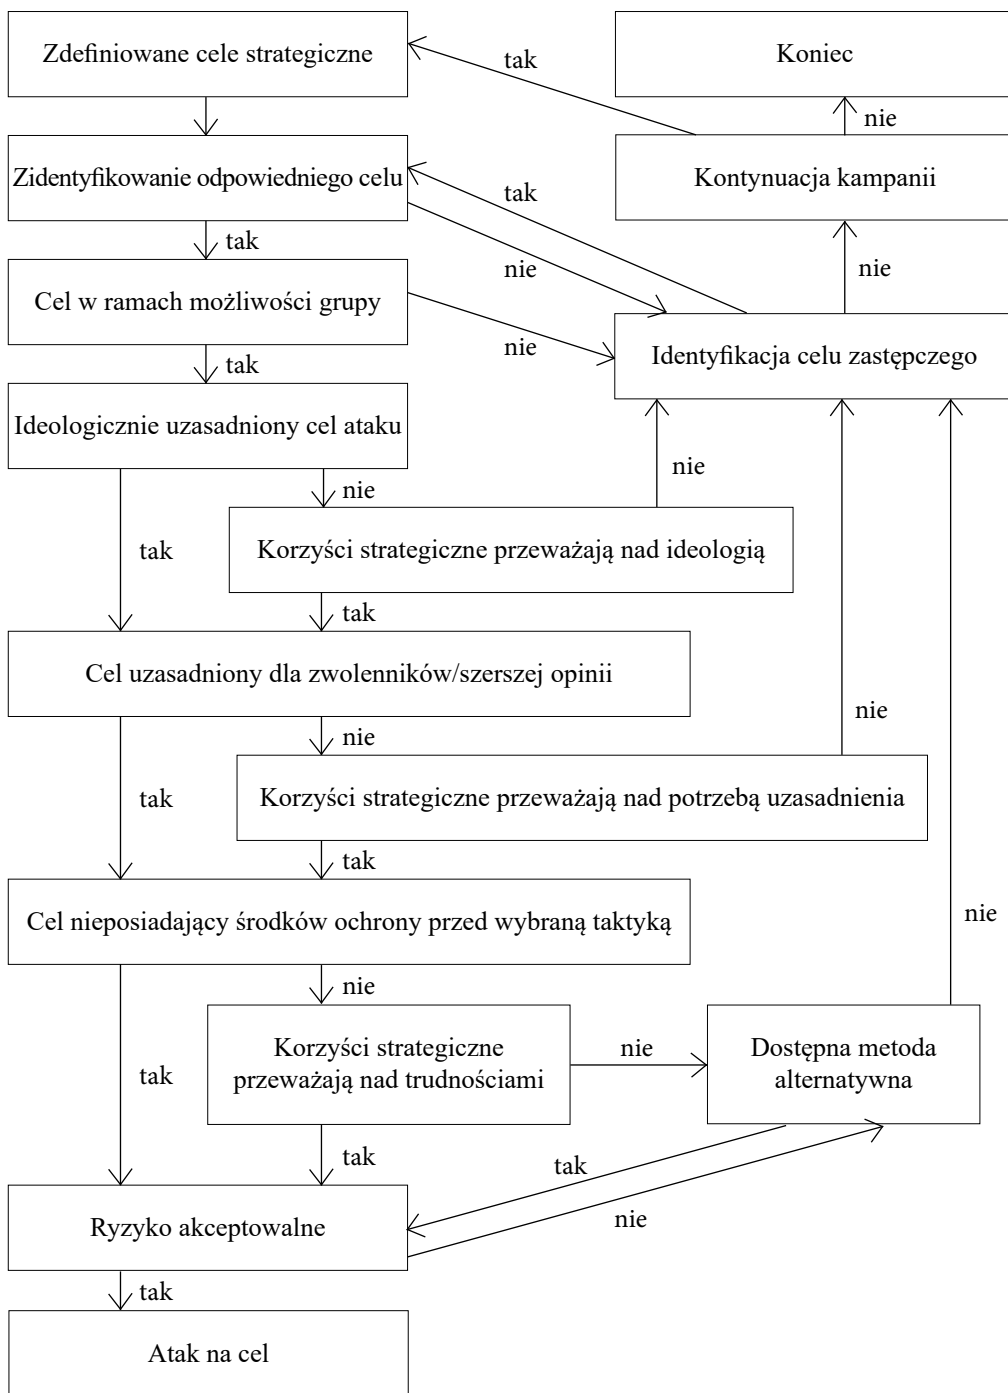 Zdefiniowane cele strategiczne
tak
Koniec
nie
Zidentyfikowanie odpowiedniego celu
tak
Kontynuacja kampanii
tak
nie
nie
Cel w ramach możliwości grupy
nie
Identyfikacja celu zastępczego
tak
Ideologicznie uzasadniony cel ataku
nie
nie
tak
Korzyści strategiczne przeważają nad ideologią
tak
Cel uzasadniony dla zwolenników/szerszej opinii
nie
nie
tak
Korzyści strategiczne przeważają nad potrzebą uzasadnienia
tak
Cel nieposiadający środków ochrony przed wybraną taktyką
nie
nie
tak
Korzyści strategiczne
przeważają nad trudnościami
nie
Dostępna metoda
alternatywna
tak
tak
nie
Ryzyko akceptowalne
tak
Atak na cel